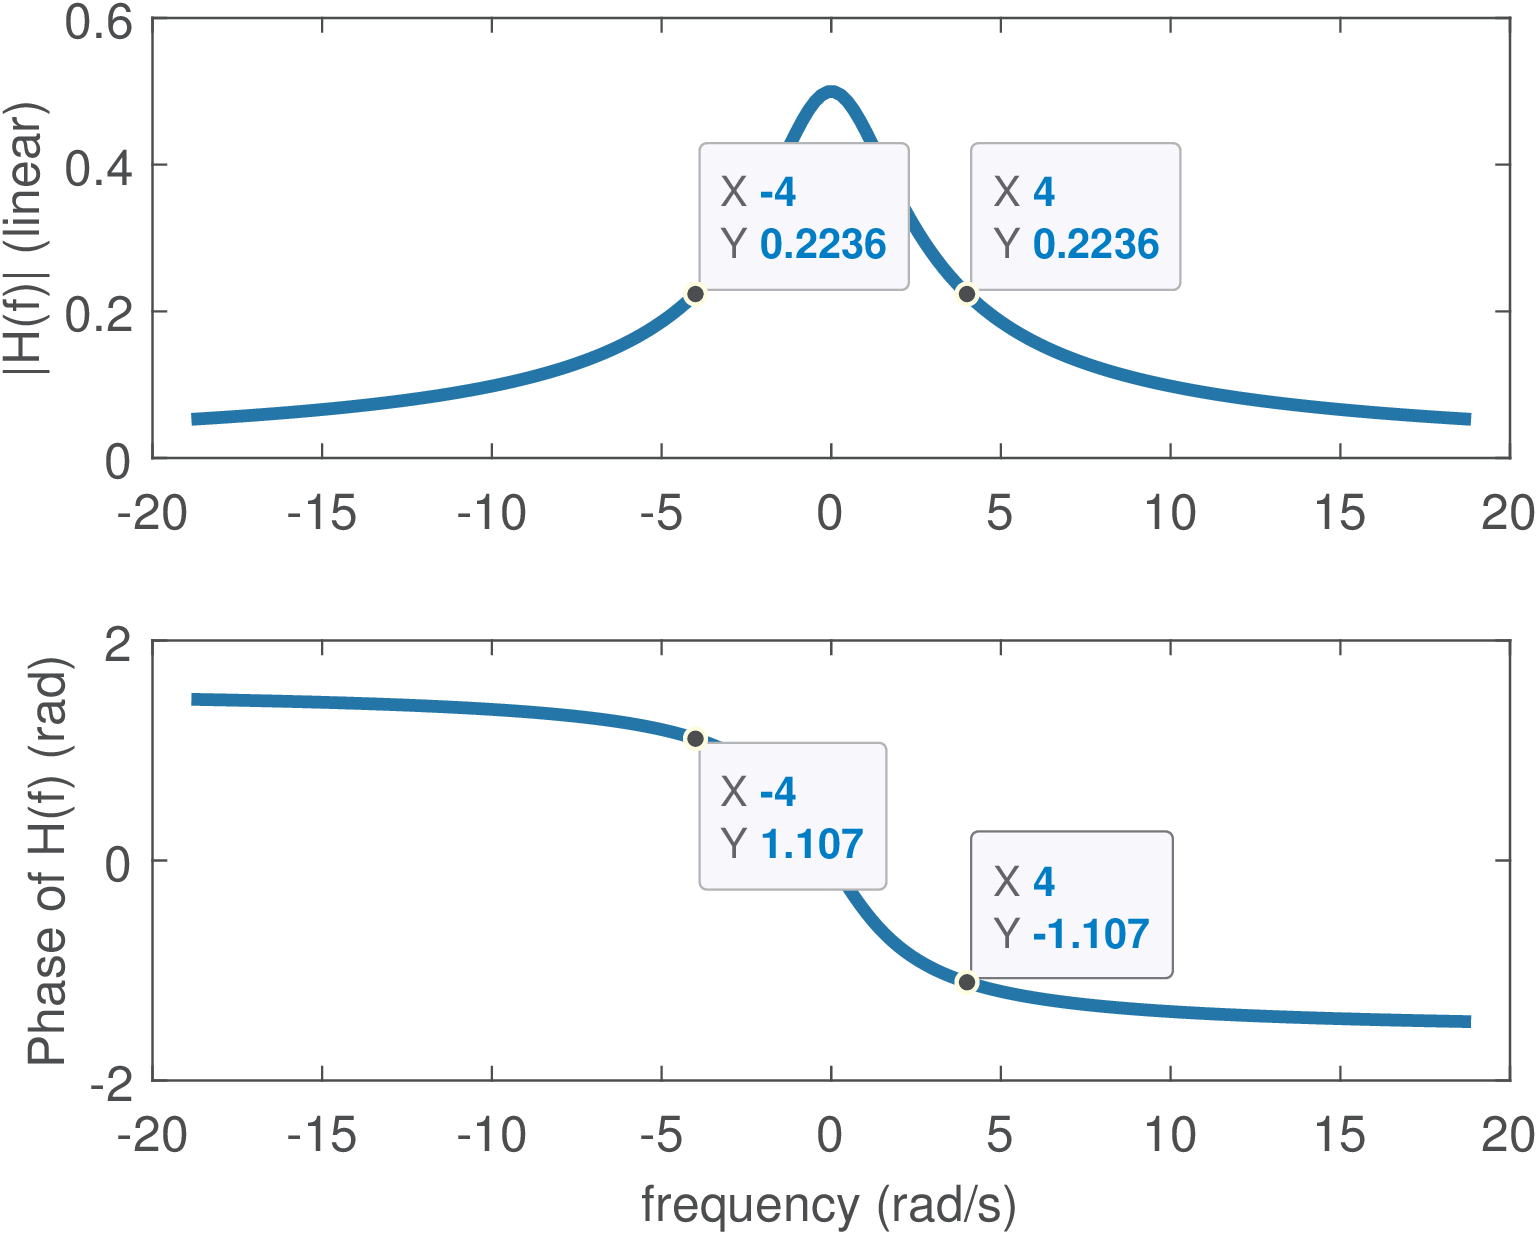 |H(f)| (linear)
0.6
0.4
0.2
0
X -4
Y 0.2236
X 4
Y 0.2236
-20 -15 -10 -5 0 5 10 15 20
Phase of H(f) (rad)
2
0
-2
X -4
Y 1.107
X 4
Y -1.107
-20 -15 -10 -5 0 5 10 15 20
frequency (rad/s)